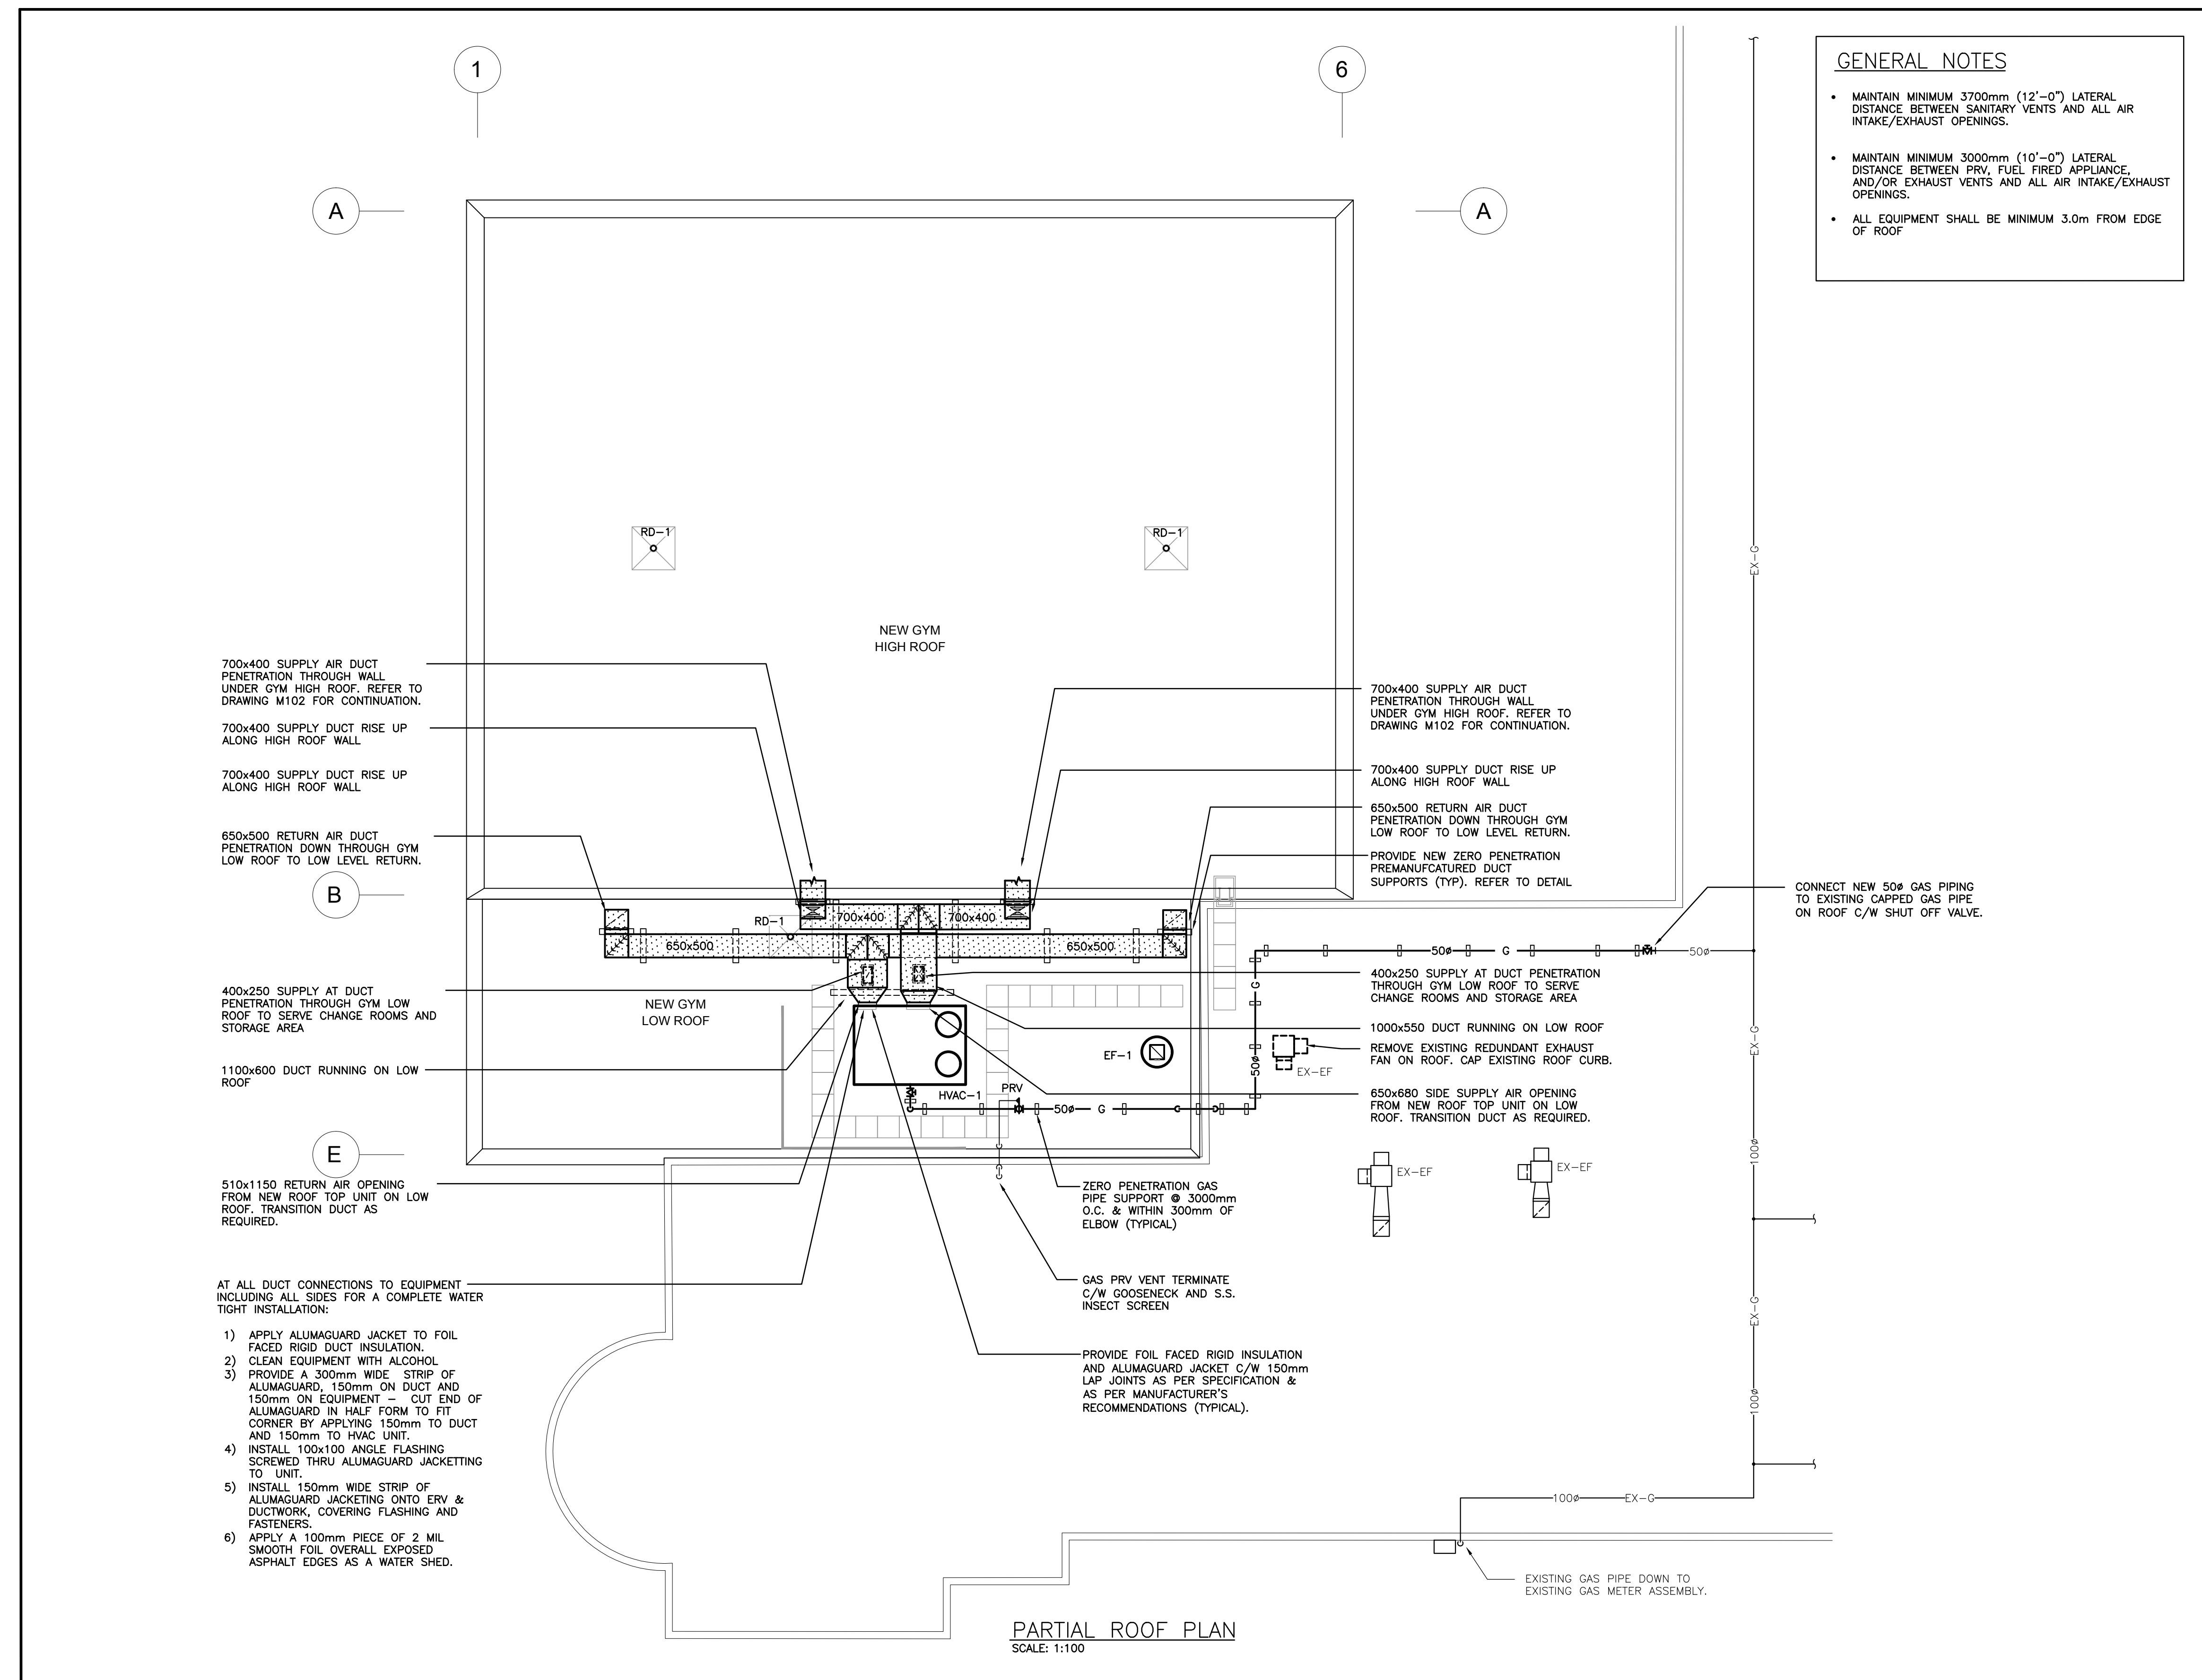 1
6
A
A
B
E
GENERAL NOTES
• MAINTAIN MINIMUM 3700mm (12'-0") LATERAL
DISTANCE BETWEEN SANITARY VENTS AND ALL AIR
INTAKE/EXHAUST OPENINGS.
• MAINTAIN MINIMUM 3000mm (10'-0") LATERAL
DISTANCE BETWEEN PRV, FUEL FIRED APPLIANCE,
AND/OR EXHAUST VENTS AND ALL AIR INTAKE/EXHAUST
OPENINGS.
• ALL EQUIPMENT SHALL BE MINIMUM 3.0m FROM EDGE
OF ROOF
RD-1
RD-1
NEW GYM
HIGH ROOF
700x400 SUPPLY AIR DUCT
PENETRATION THROUGH WALL
UNDER GYM HIGH ROOF. REFER TO
DRAWING M102 FOR CONTINUATION.
700x400 SUPPLY DUCT RISE UP
ALONG HIGH ROOF WALL
700x400 SUPPLY DUCT RISE UP
ALONG HIGH ROOF WALL
650x500 RETURN AIR DUCT
PENETRATION DOWN THROUGH GYM
LOW ROOF TO LOW LEVEL RETURN.
400x250 SUPPLY AT DUCT
PENETRATION THROUGH GYM LOW
ROOF TO SERVE CHANGE ROOMS AND
STORAGE AREA
1100x600 DUCT RUNNING ON LOW
ROOF
510x1150 RETURN AIR OPENING
FROM NEW ROOF TOP UNIT ON LOW
ROOF. TRANSITION DUCT AS
REQUIRED.
AT ALL DUCT CONNECTIONS TO EQUIPMENT
INCLUDING ALL SIDES FOR A COMPLETE WATER
TIGHT INSTALLATION:
1) APPLY ALUMAGUARD JACKET TO FOIL
FACED RIGID DUCT INSULATION.
2) CLEAN EQUIPMENT WITH ALCOHOL
3) PROVIDE A 300mm WIDE STRIP OF
ALUMAGUARD, 150mm ON DUCT AND
150mm ON EQUIPMENT - CUT END OF
ALUMAGUARD IN HALF FORM TO FIT
CORNER BY APPLYING 150mm TO DUCT
AND 150mm TO HVAC UNIT.
4) INSTALL 100x100 ANGLE FLASHING
SCREWED THRU ALUMAGUARD JACKETTING
TO UNIT.
5) INSTALL 150mm WIDE STRIP OF
ALUMAGUARD JACKETING ONTO ERV &
DUCTWORK, COVERING FLASHING AND
FASTENERS.
6) APPLY A 100mm PIECE OF 2 MIL
SMOOTH FOIL OVERALL EXPOSED
ASPHALT EDGES AS A WATER SHED.
RD-1
700x400
700x400
650x500
650x500
NEW GYM
LOW ROOF
HVAC-1
PRV
EF-1
50ø
G
50ø
G
50ø
G
50ø
EX-EF
EX-EF
EX-EF
700x400 SUPPLY AIR DUCT
PENETRATION THROUGH WALL
UNDER GYM HIGH ROOF. REFER TO
DRAWING M102 FOR CONTINUATION.
700x400 SUPPLY DUCT RISE UP
ALONG HIGH ROOF WALL
650x500 RETURN AIR DUCT
PENETRATION DOWN THROUGH GYM
LOW ROOF TO LOW LEVEL RETURN.
PROVIDE NEW ZERO PENETRATION
PREMANUFCATURED DUCT
SUPPORTS (TYP). REFER TO DETAIL
400x250 SUPPLY AT DUCT PENETRATION
THROUGH GYM LOW ROOF TO SERVE
CHANGE ROOMS AND STORAGE AREA
1000x550 DUCT RUNNING ON LOW ROOF
REMOVE EXISTING REDUNDANT EXHAUST
FAN ON ROOF. CAP EXISTING ROOF CURB.
650x680 SIDE SUPPLY AIR OPENING
FROM NEW ROOF TOP UNIT ON LOW
ROOF. TRANSITION DUCT AS REQUIRED.
CONNECT NEW 50ø GAS PIPING
TO EXISTING CAPPED GAS PIPE
ON ROOF C/W SHUT OFF VALVE.
ZERO PENETRATION GAS
PIPE SUPPORT @ 3000mm
O.C. & WITHIN 300mm OF
ELBOW (TYPICAL)
GAS PRV VENT TERMINATE
C/W GOOSENECK AND S.S.
INSECT SCREEN
PROVIDE FOIL FACED RIGID INSULATION
AND ALUMAGUARD JACKET C/W 150mm
LAP JOINTS AS PER SPECIFICATION &
AS PER MANUFACTURER'S
RECOMMENDATIONS (TYPICAL).
EX-G
EX-G
100ø
EX-G
100ø
100ø
EX-G
EXISTING GAS PIPE DOWN TO
EXISTING GAS METER ASSEMBLY.
PARTIAL ROOF PLAN
SCALE: 1:100